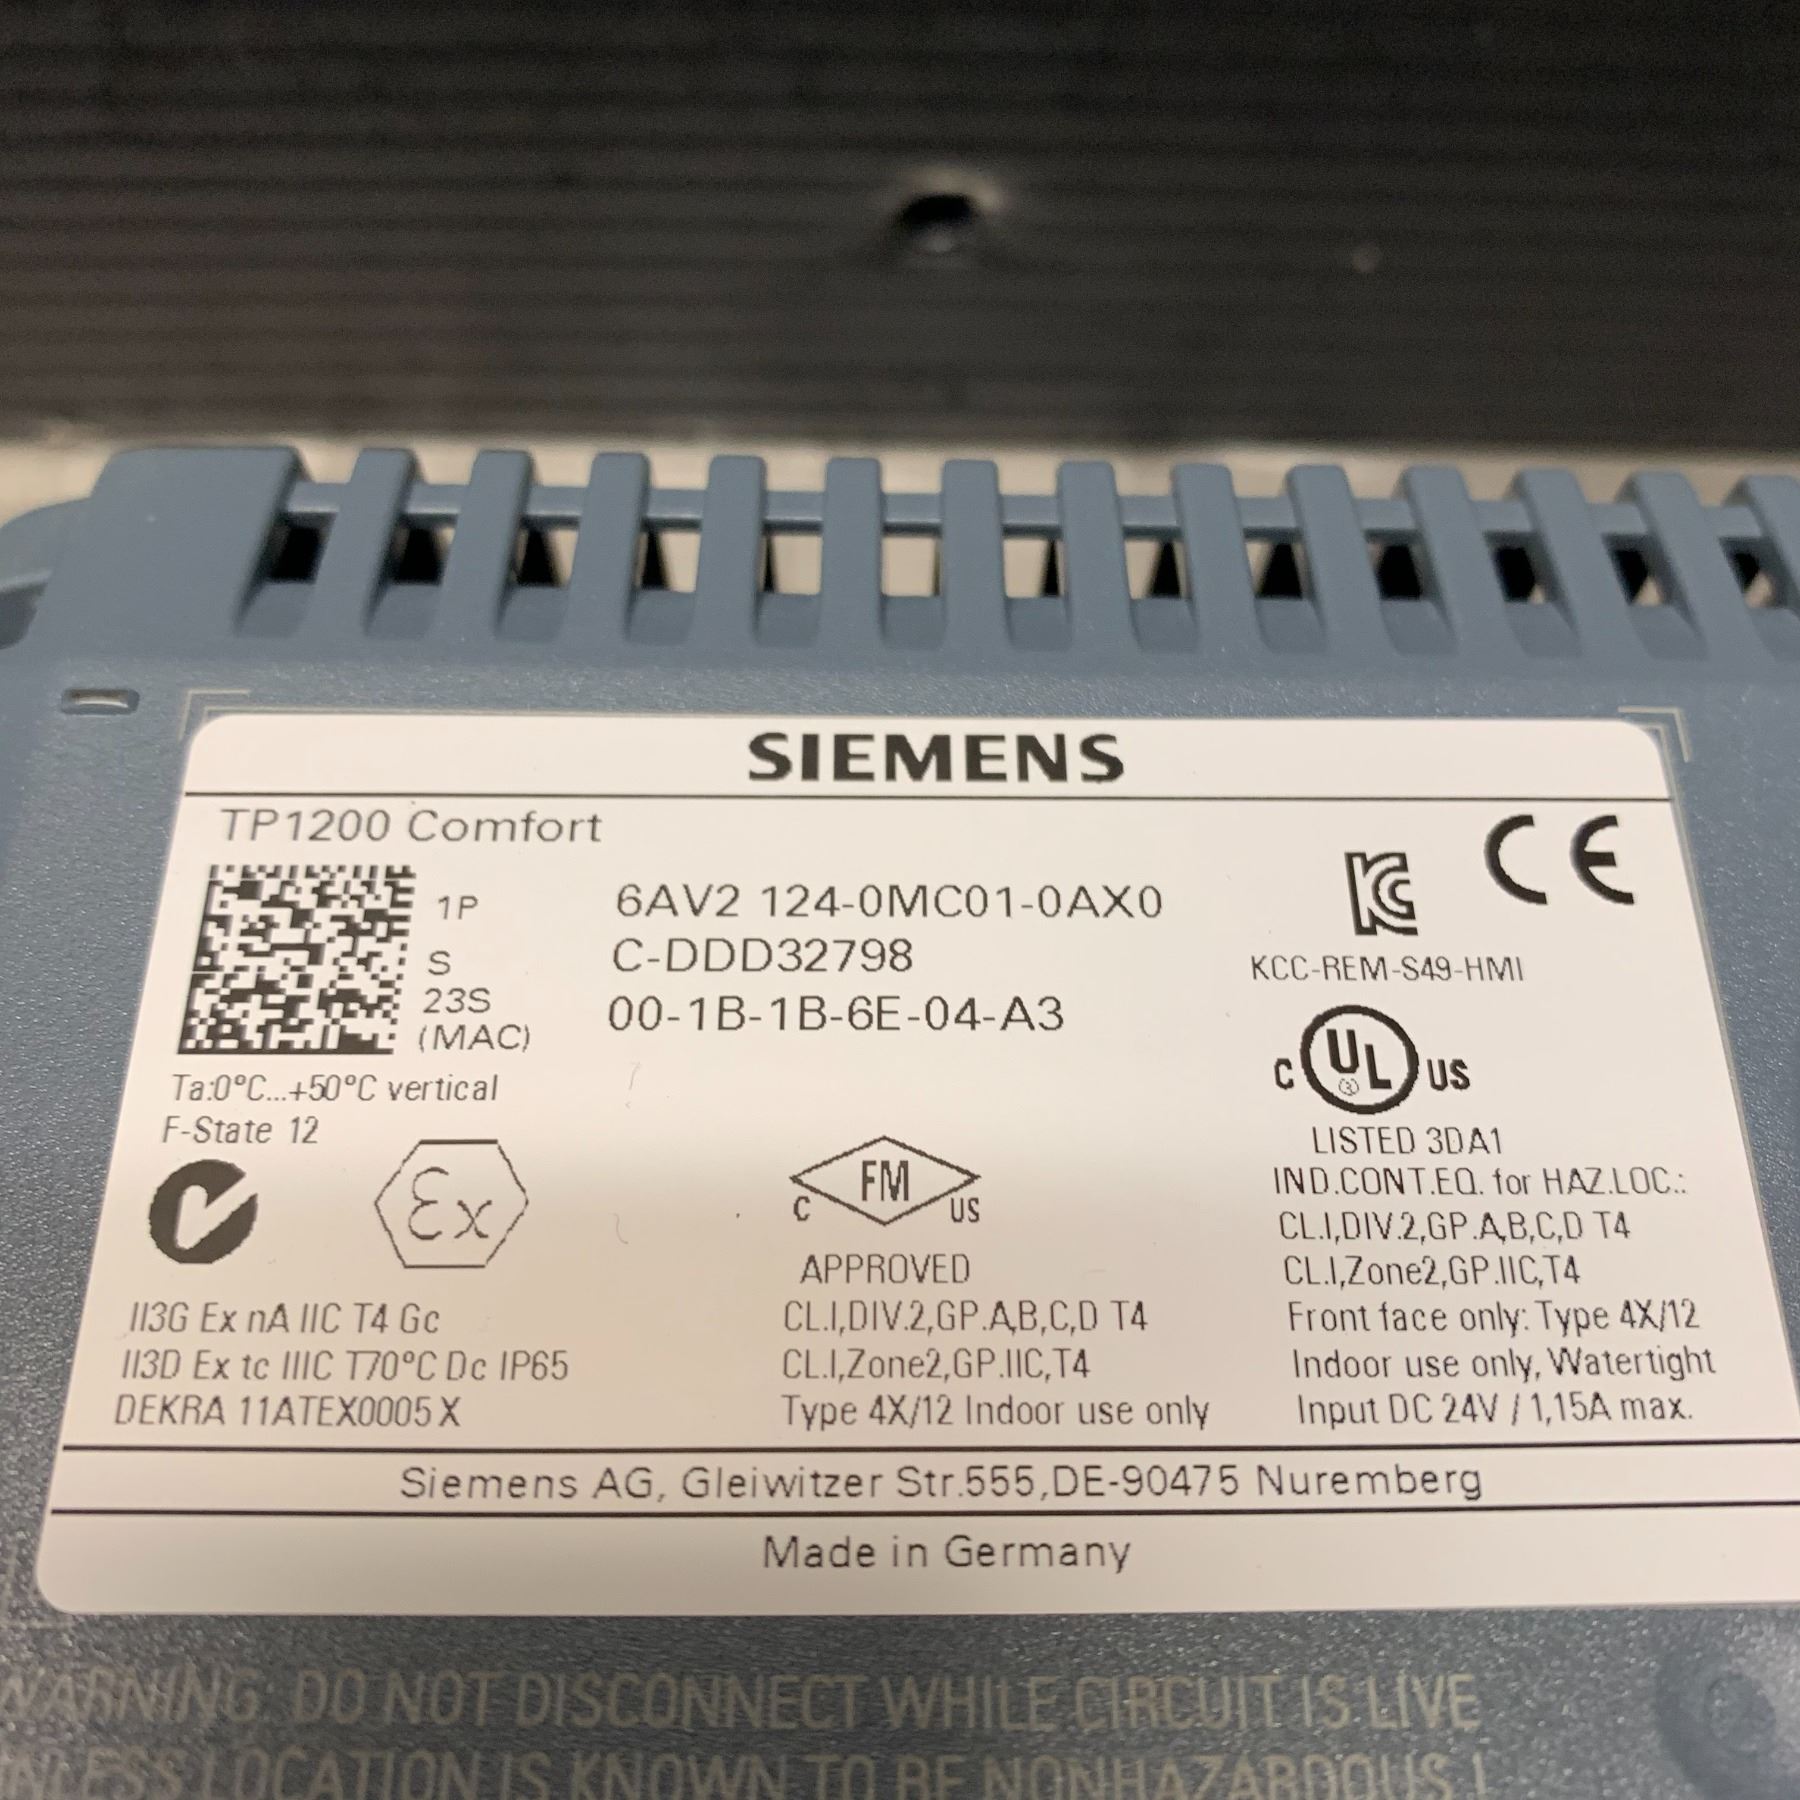 SIEMENS
TP1200 Comfort
1P 6AV2 124-0MC01-0AX0
S C-DDD32798
23S 00-1B-1B-6E-04-A3
(MAC)
Ta:0°C...+50°C vertical
F-State 12
Ex
II3G Ex nA IIC T4 Gc
II3D Ex tc IIIC T70°C Dc IP65
DEKRA 11ATEX0005 X
FM
C US
APPROVED
CL.I,DIV.2,GP.A,B,C,D T4
CL.I,Zone2,GP.IIC,T4
Type 4X/12 Indoor use only
CE
KC
KCC-REM-S49-HMI
C UL US
LISTED 3DA1
IND.CONT.EQ. for HAZ.LOC.:
CL.I,DIV.2,GP.A,B,C,D T4
CL.I,Zone2,GP.IIC,T4
Front face only: Type 4X/12
Indoor use only, Watertight
Input DC 24V / 1,15A max.
Siemens AG, Gleiwitzer Str.555,DE-90475 Nuremberg
Made in Germany
WARNING: DO NOT DISCONNECT WHILE CIRCUIT IS LIVE
UNLESS LOCATION IS KNOWN TO BE NONHAZARDOUS !